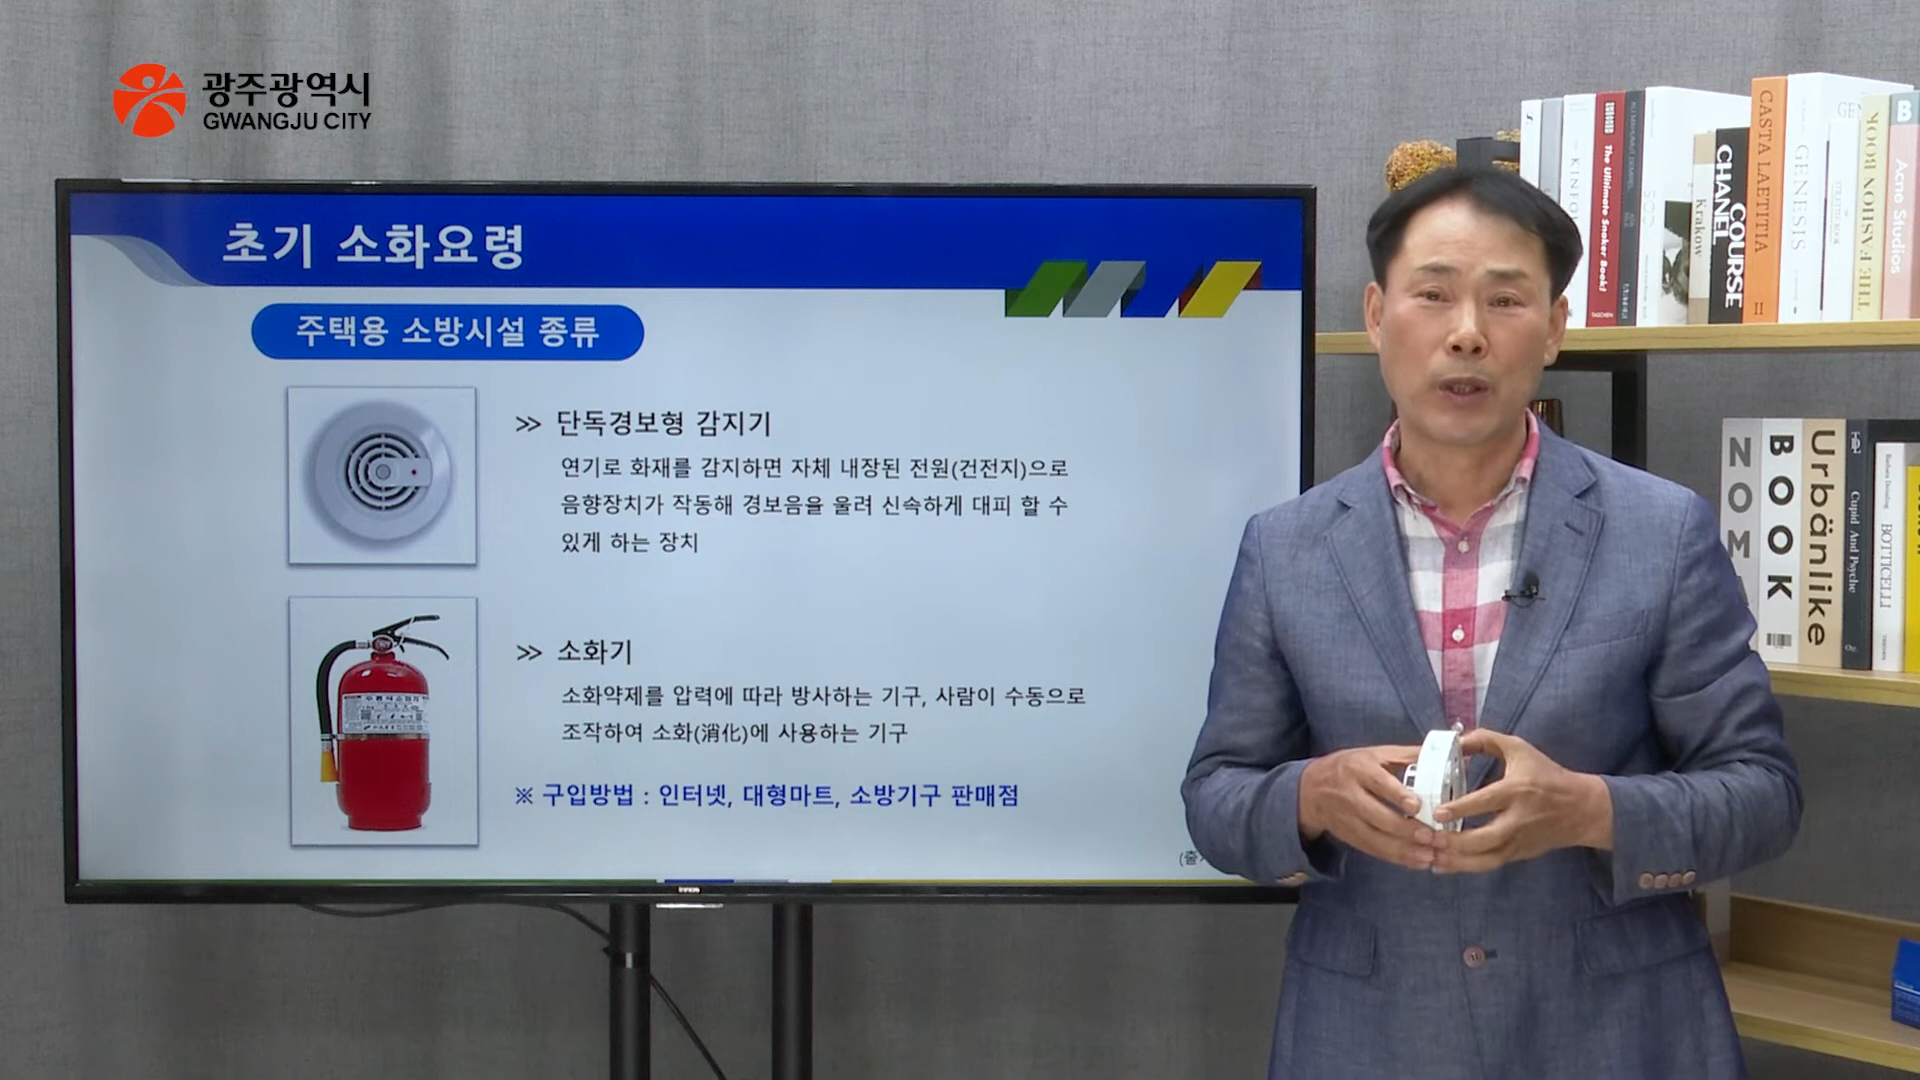 광주광역시
GWANGJU CITY
초기 소화요령
주택용 소방시설 종류
>> 단독경보형 감지기
연기로 화재를 감지하면 자체 내장된 전원(건전지)으로
음향장치가 작동해 경보음을 울려 신속하게 대피 할 수
있게 하는 장치
>> 소화기
소화약제를 압력에 따라 방사하는 기구, 사람이 수동으로
조작하여 소화(消化)에 사용하는 기구
※ 구입방법 : 인터넷, 대형마트, 소방기구 판매점
(출
KINFO
The Ultimate Sneaker Book!
TASCHEN
Krakow
COURSE
CHANEL
CASTA LAETITIA
II
GENESIS
THE FASHION BOOK
Acne Studios
B
NOM
BOOK
Urbänlike
Cupid And Psyche
BOTTICELLI